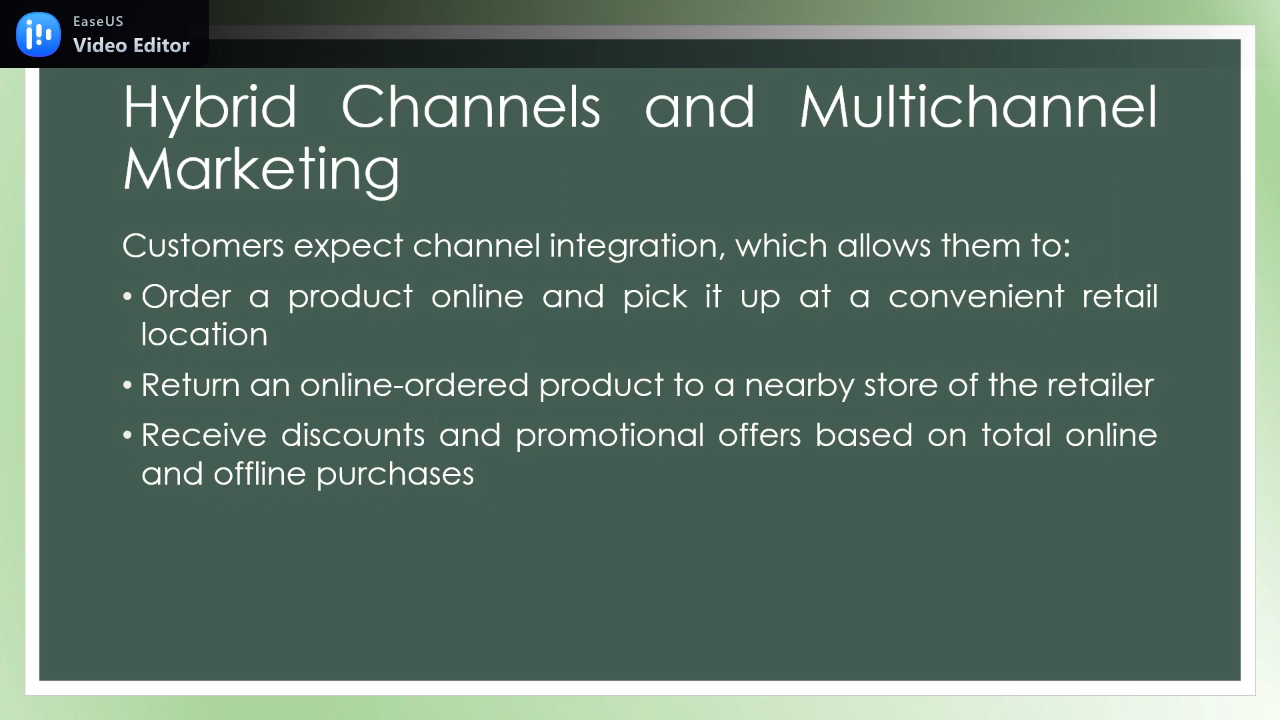 EaseUS
Video Editor
Hybrid Channels and Multichannel
Marketing
Customers expect channel integration, which allows them to:
• Order a product online and pick it up at a convenient retail
location
• Return an online-ordered product to a nearby store of the retailer
• Receive discounts and promotional offers based on total online
and offline purchases